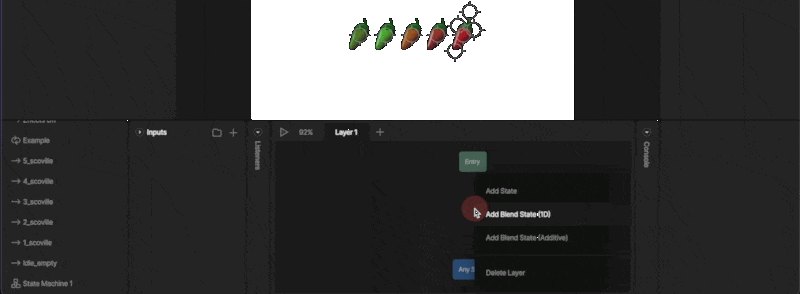 Example
5_scoville
4_scoville
3_scoville
2_scoville
1_scoville
Idle_empty
State Machine 1
Inputs
Listeners
92%
Layer 1
Entry
Add State
Add Blend State (1D)
Add Blend State (Additive)
Any
Delete Layer
Console